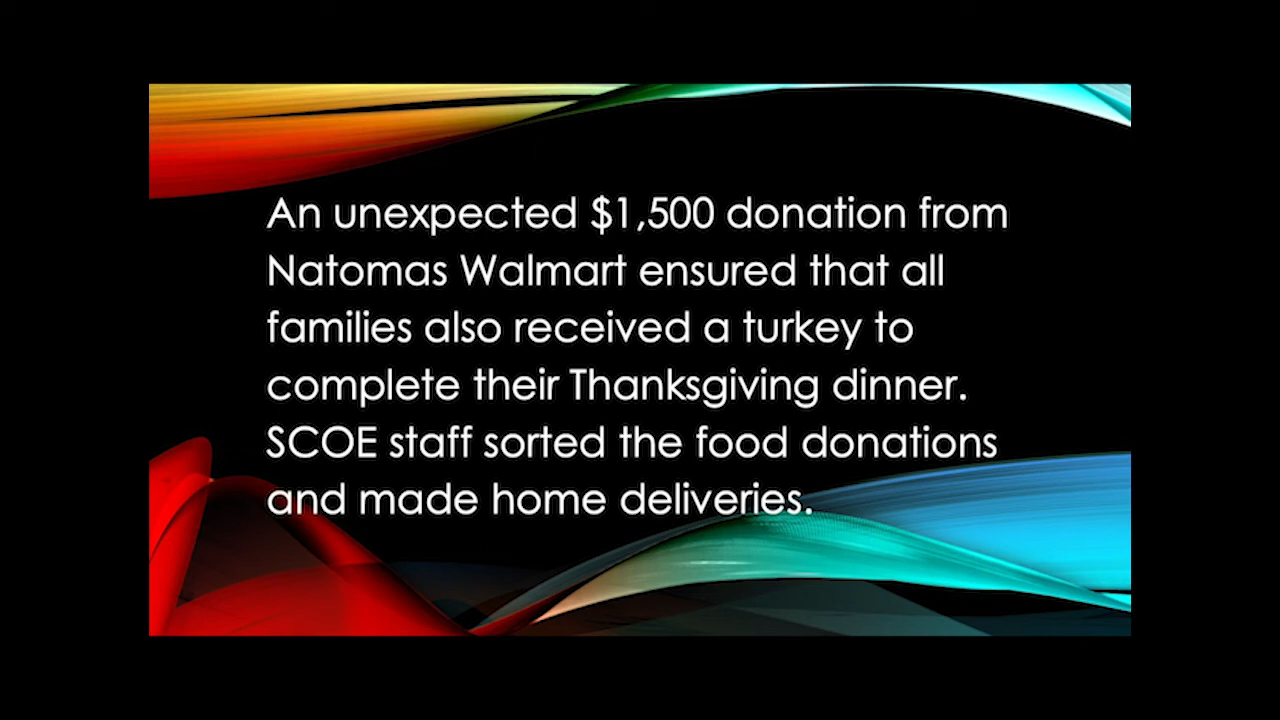 An unexpected $1,500 donation from
Natomas Walmart ensured that all
families also received a turkey to
complete their Thanksgiving dinner.
SCOE staff sorted the food donations
and made home deliveries.